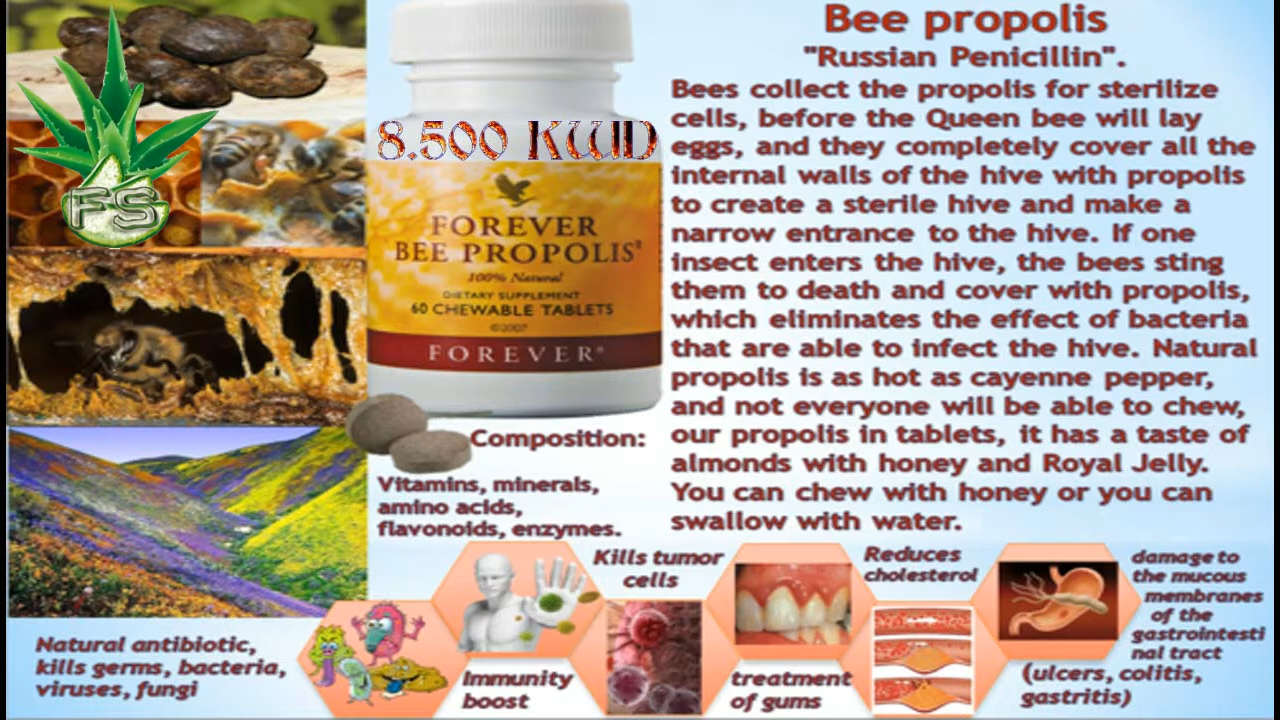 Bee propolis
"Russian Penicillin".
Bees collect the propolis for sterilize
cells, before the Queen bee will lay
eggs, and they completely cover all the
internal walls of the hive with propolis
to create a sterile hive and make a
narrow entrance to the hive. If one
insect enters the hive, the bees sting
them to death and cover with propolis,
which eliminates the effect of bacteria
that are able to infect the hive. Natural
propolis is as hot as cayenne pepper,
and not everyone will be able to chew,
our propolis in tablets, it has a taste of
almonds with honey and Royal Jelly.
You can chew with honey or you can
swallow with water.
FS
8.500 KWD
FOREVER
BEE PROPOLIS
100% Natural
DIETARY SUPPLEMENT
60 CHEWABLE TABLETS
©2007
FOREVER®
Composition:
Vitamins, minerals,
amino acids,
flavonoids, enzymes.
Natural antibiotic,
kills germs, bacteria,
viruses, fungi
Immunity
boost
Kills tumor
cells
treatment
of gums
Reduces
cholesterol
damage to
the mucous
membranes
of the
gastrointesti
nal tract
(ulcers, colitis,
gastritis)